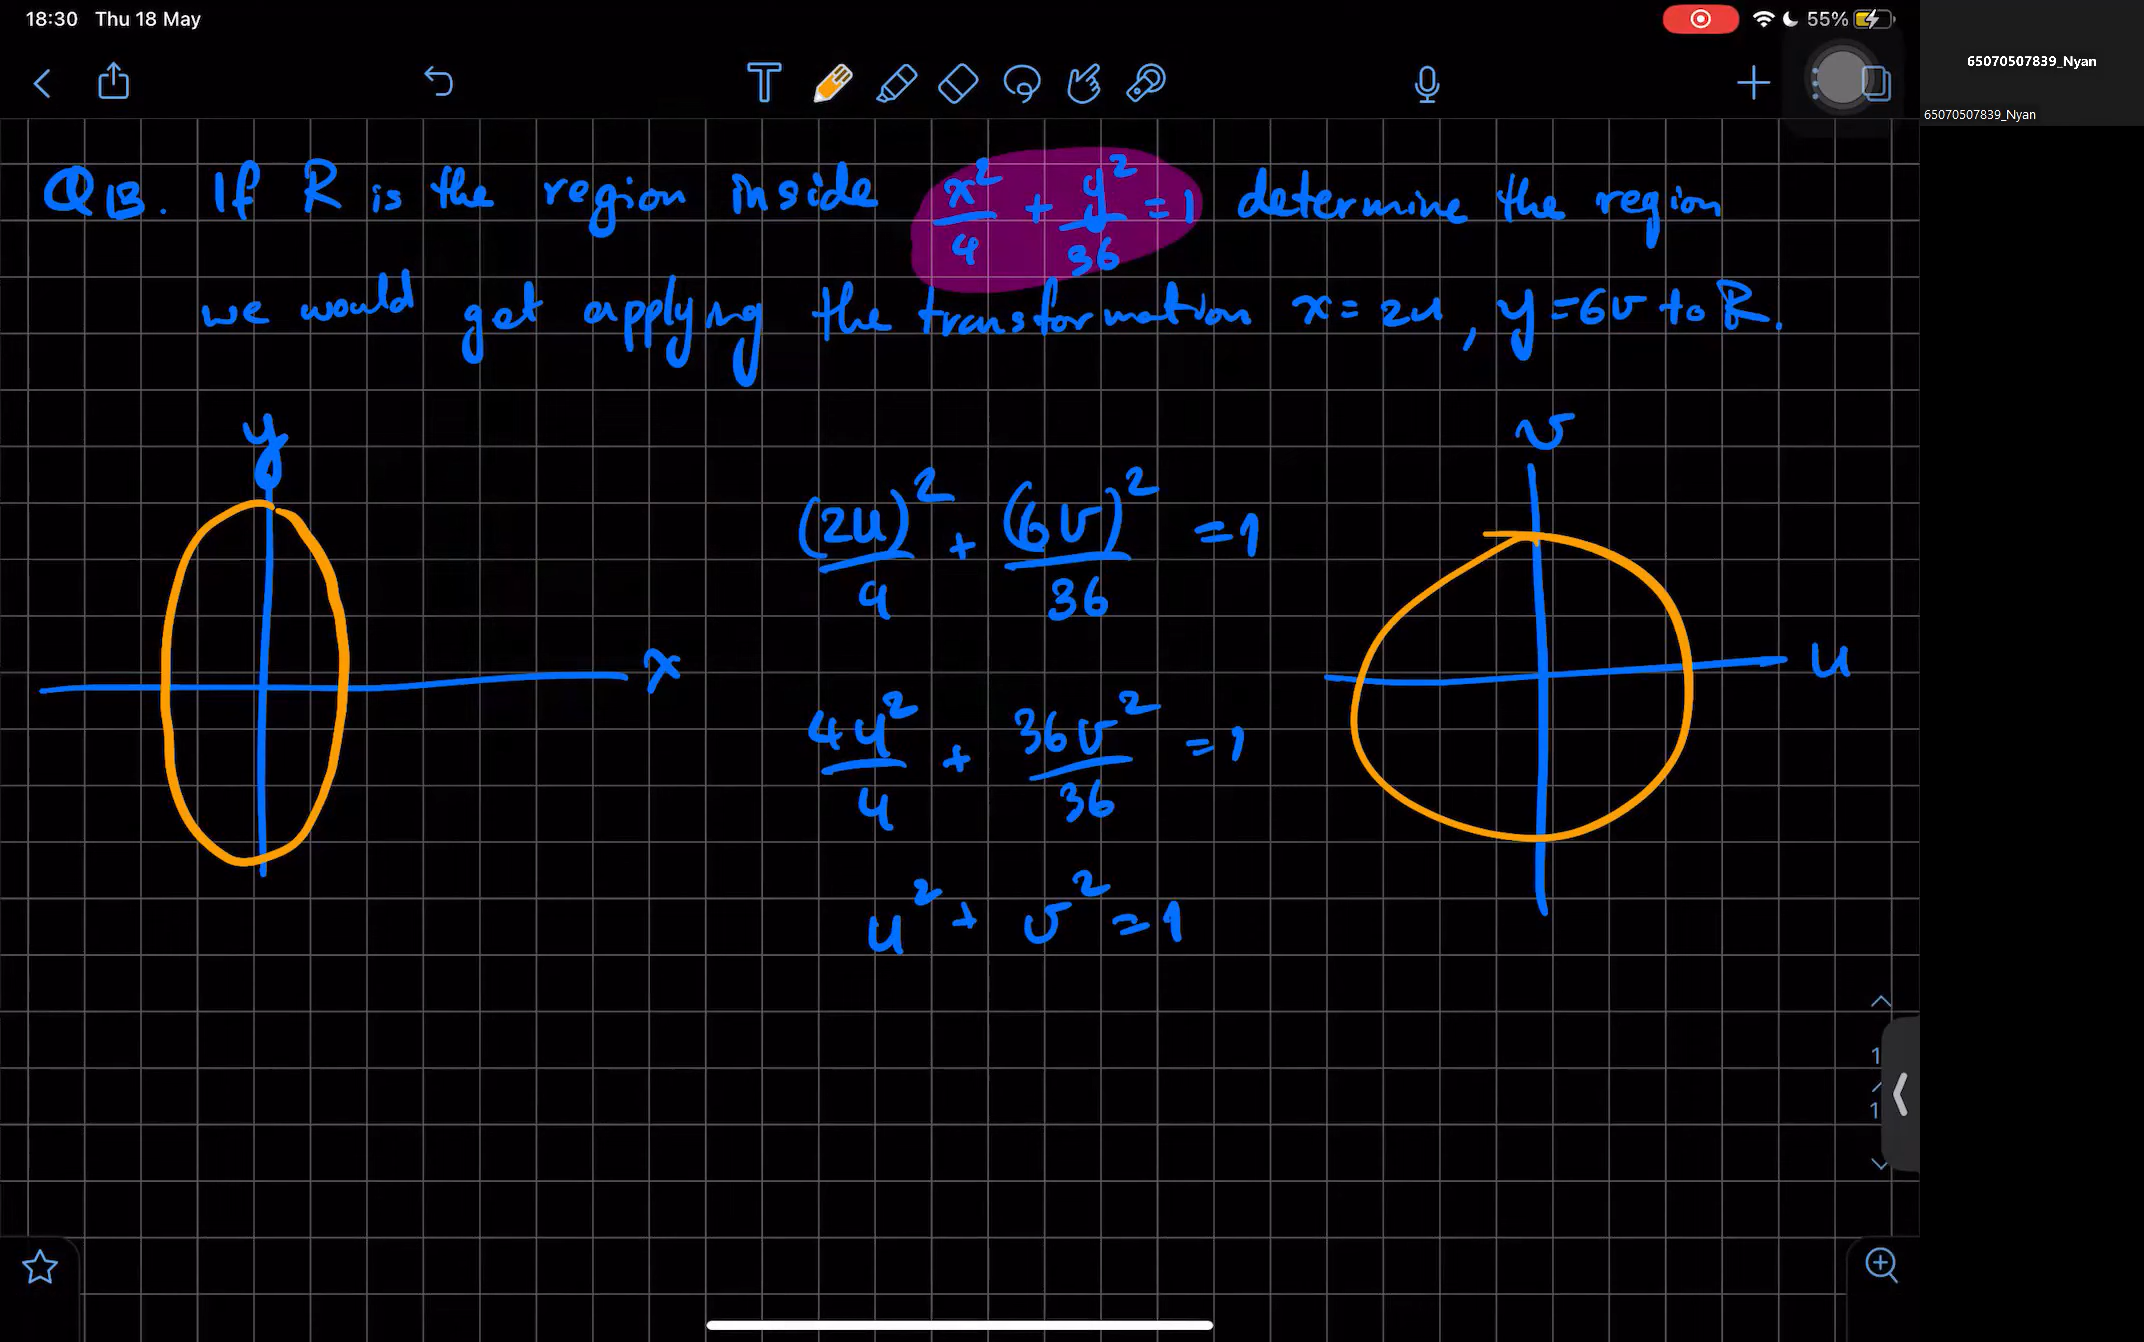 18:30 Thu 18 May
55%
65070507839_Nyan
65070507839_Nyan
Q13. If R is the region inside x²/4 + y²/36 = 1 determine the region
we would get applying the transformation x = 2u, y = 6v to R.
y
x
(2u)²/4 + (6v)²/36 = 1
4u²/4 + 36v²/36 = 1
u² + v² = 1
v
u
1
1